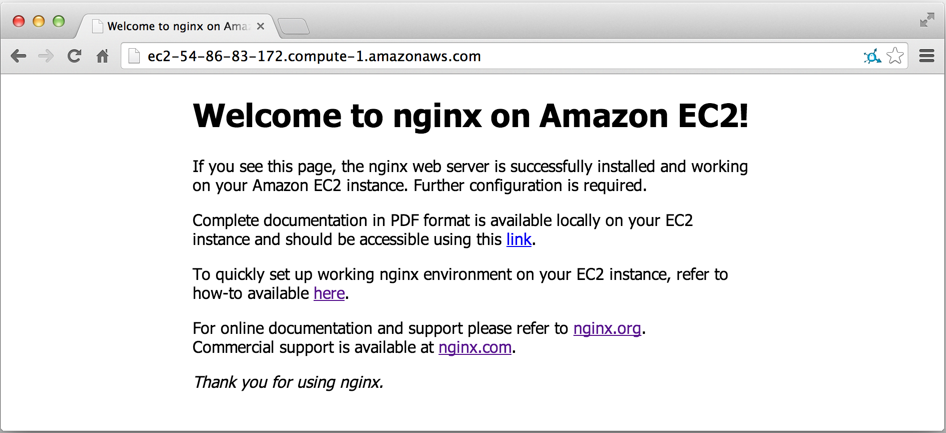 Welcome to nginx on Ama
ec2-54-86-83-172.compute-1.amazonaws.com
Welcome to nginx on Amazon EC2!
If you see this page, the nginx web server is successfully installed and working
on your Amazon EC2 instance. Further configuration is required.
Complete documentation in PDF format is available locally on your EC2
instance and should be accessible using this link.
To quickly set up working nginx environment on your EC2 instance, refer to
how-to available here.
For online documentation and support please refer to nginx.org.
Commercial support is available at nginx.com.
Thank you for using nginx.